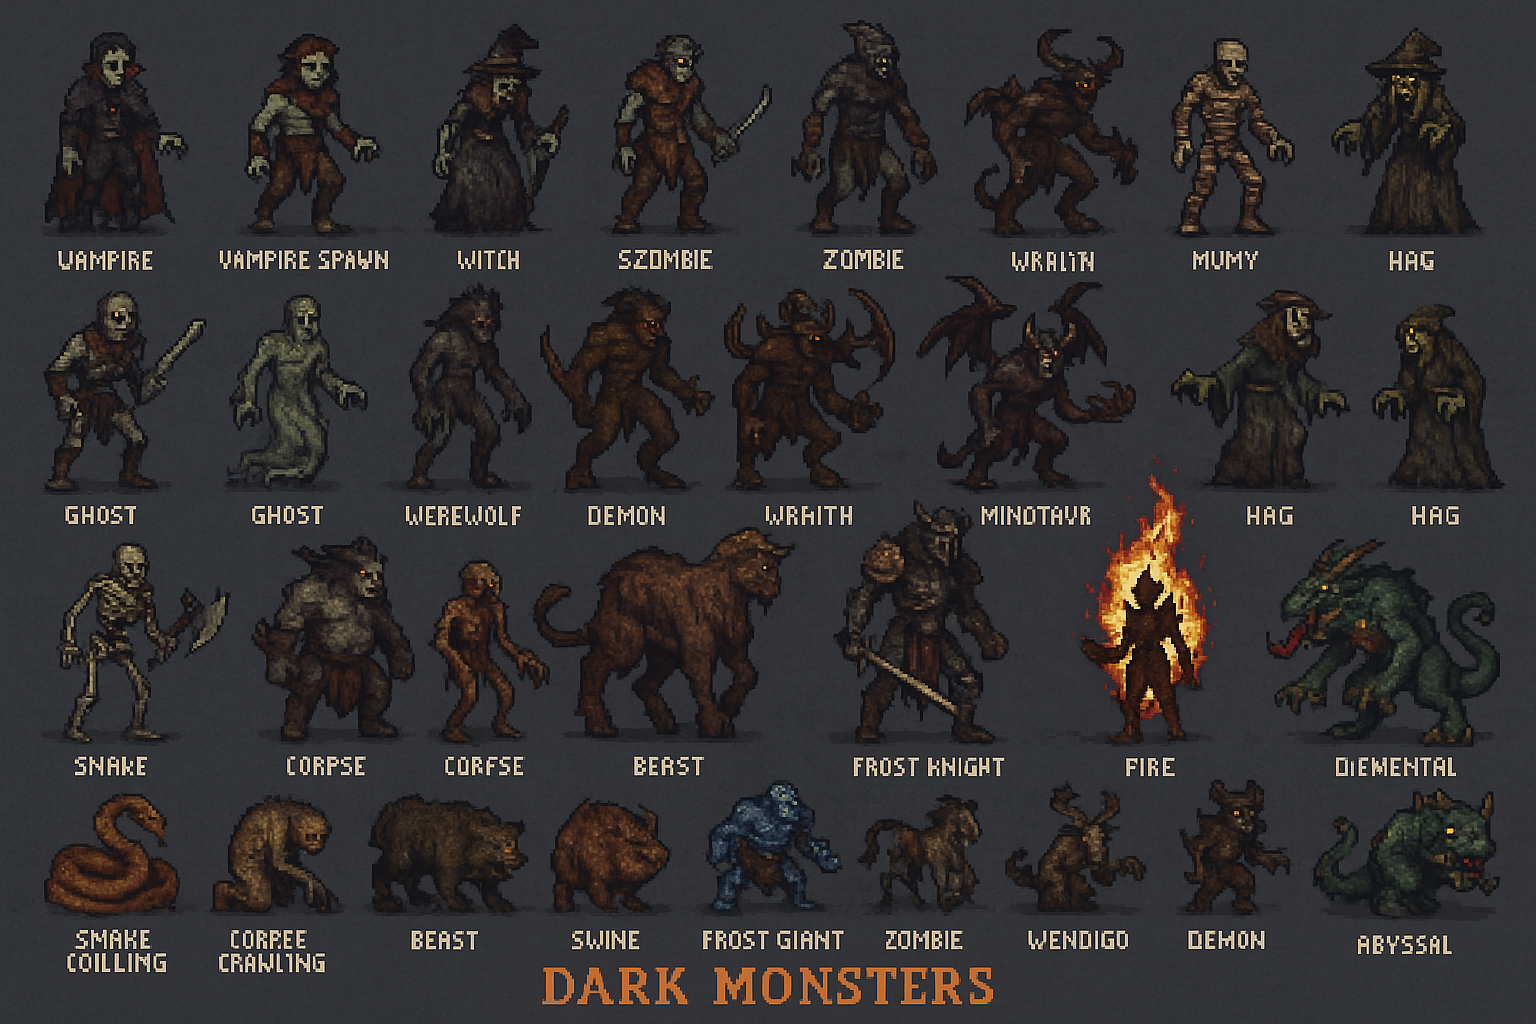 VAMPIRE
VAMPIRE SPAWN
WITCH
SZOMBIE
ZOMBIE
WRALIN
MUMY
HAG
GHOST
GHOST
WEREWOLF
DEMON
WRAITH
MINOTAVR
HAG
HAG
SNAKE
CORPSE
CORFSE
BEAST
FROST KNIGHT
FIRE
DIEMENTAL
SMAKE
COILLING
CORPEE
CRAWLING
BEAST
SWINE
FROST GIANT
ZOMBIE
WENDIGO
DEMON
ABYSSAL
DARK MONSTERS